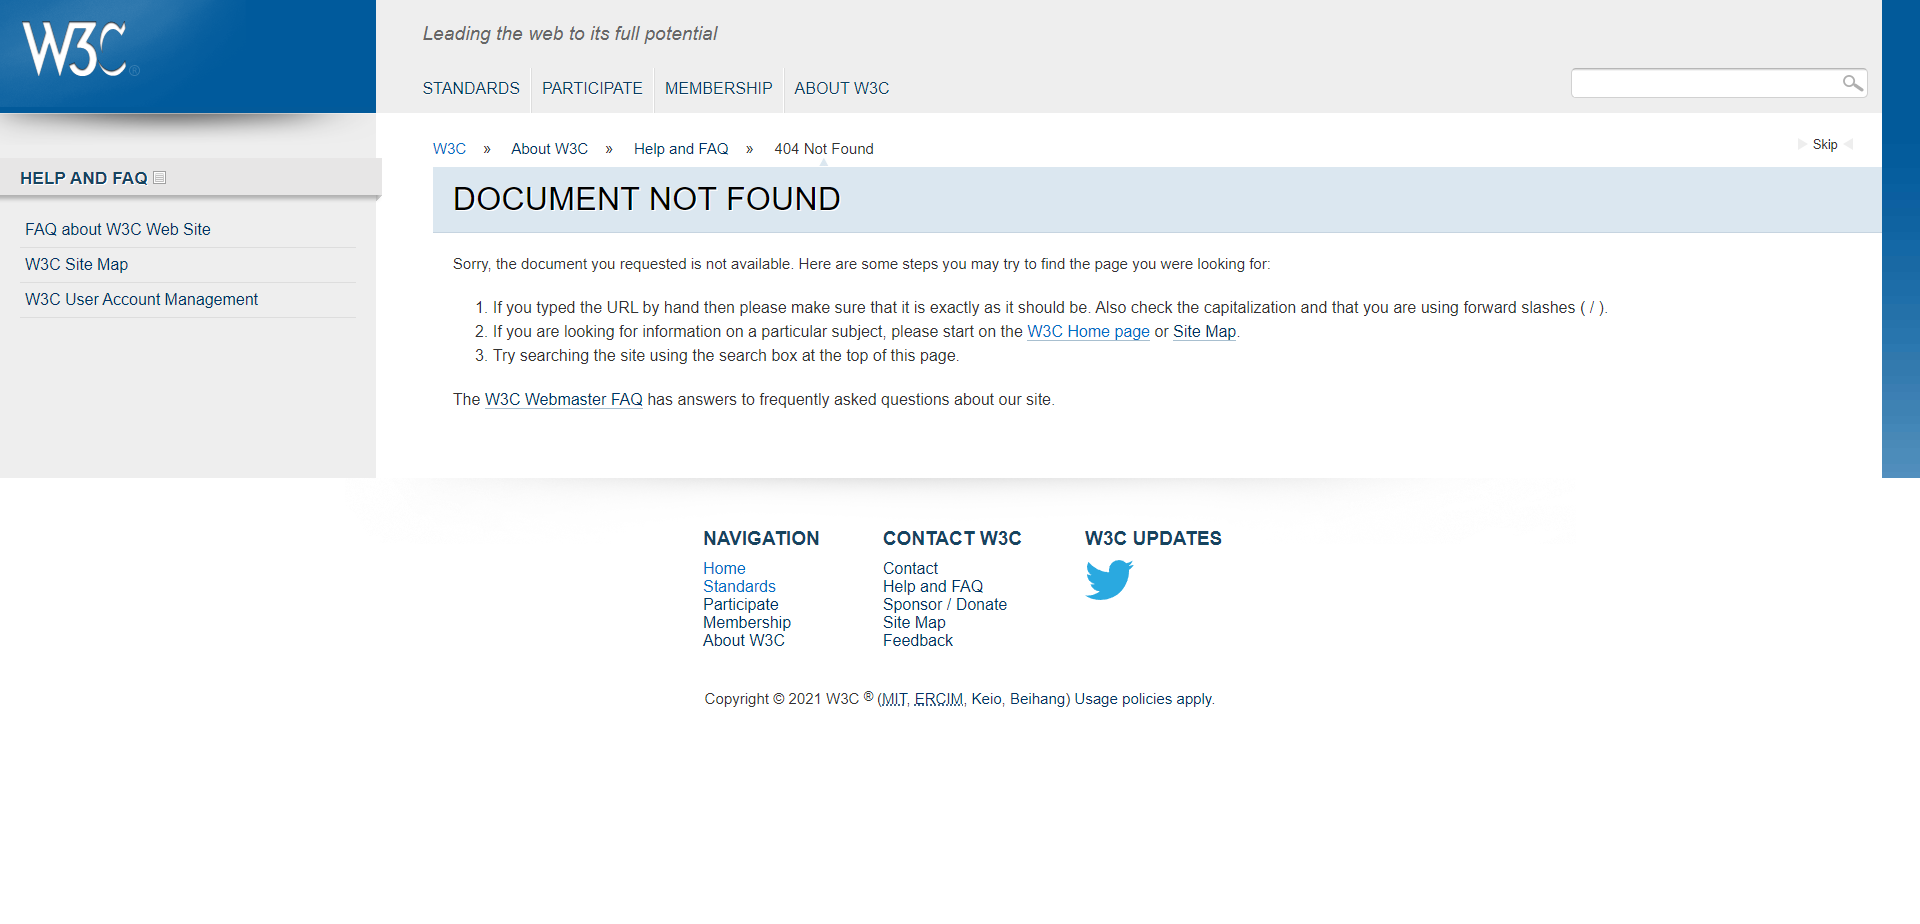 W3C®
Leading the web to its full potential
STANDARDS PARTICIPATE MEMBERSHIP ABOUT W3C
W3C » About W3C » Help and FAQ » 404 Not Found
Skip
HELP AND FAQ
FAQ about W3C Web Site
W3C Site Map
W3C User Account Management
DOCUMENT NOT FOUND
Sorry, the document you requested is not available. Here are some steps you may try to find the page you were looking for:
1. If you typed the URL by hand then please make sure that it is exactly as it should be. Also check the capitalization and that you are using forward slashes ( / ).
2. If you are looking for information on a particular subject, please start on the W3C Home page or Site Map.
3. Try searching the site using the search box at the top of this page.
The W3C Webmaster FAQ has answers to frequently asked questions about our site.
NAVIGATION
Home
Standards
Participate
Membership
About W3C
CONTACT W3C
Contact
Help and FAQ
Sponsor / Donate
Site Map
Feedback
W3C UPDATES
Copyright © 2021 W3C ® (MIT, ERCIM, Keio, Beihang) Usage policies apply.